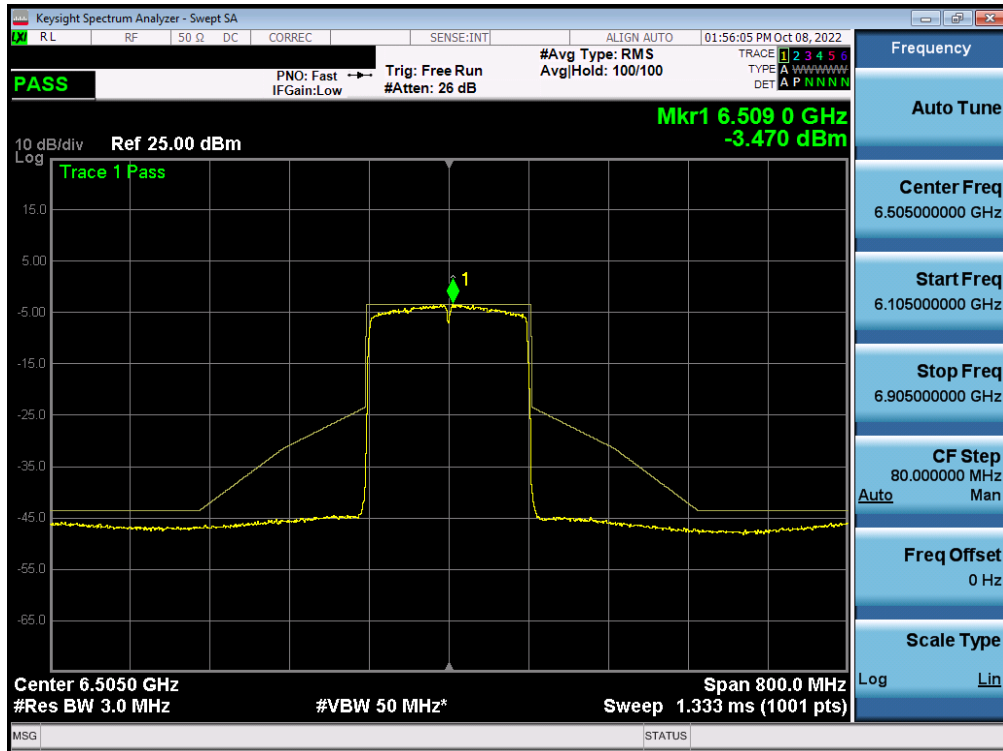 Keysight Spectrum Analyzer - Swept SA
LXI RL RF 50 Ω DC CORREC SENSE:INT ALIGN AUTO 01:56:05 PM Oct 08, 2022
PASS
PNO: Fast
IFGain:Low
Trig: Free Run
#Atten: 26 dB
#Avg Type: RMS
Avg|Hold: 100/100
TRACE 1 2 3 4 5 6
TYPE A WWWWW
DET A P N N N N
Mkr1 6.509 0 GHz
-3.470 dBm
10 dB/div Ref 25.00 dBm
Log
Trace 1 Pass
1
15.0
5.00
-5.00
-15.0
-25.0
-35.0
-45.0
-55.0
-65.0
Center 6.5050 GHz Span 800.0 MHz
#Res BW 3.0 MHz #VBW 50 MHz* Sweep 1.333 ms (1001 pts)
MSG STATUS
Frequency
Auto Tune
Center Freq
6.505000000 GHz
Start Freq
6.105000000 GHz
Stop Freq
6.905000000 GHz
CF Step
80.000000 MHz
Auto Man
Freq Offset
0 Hz
Scale Type
Log Lin